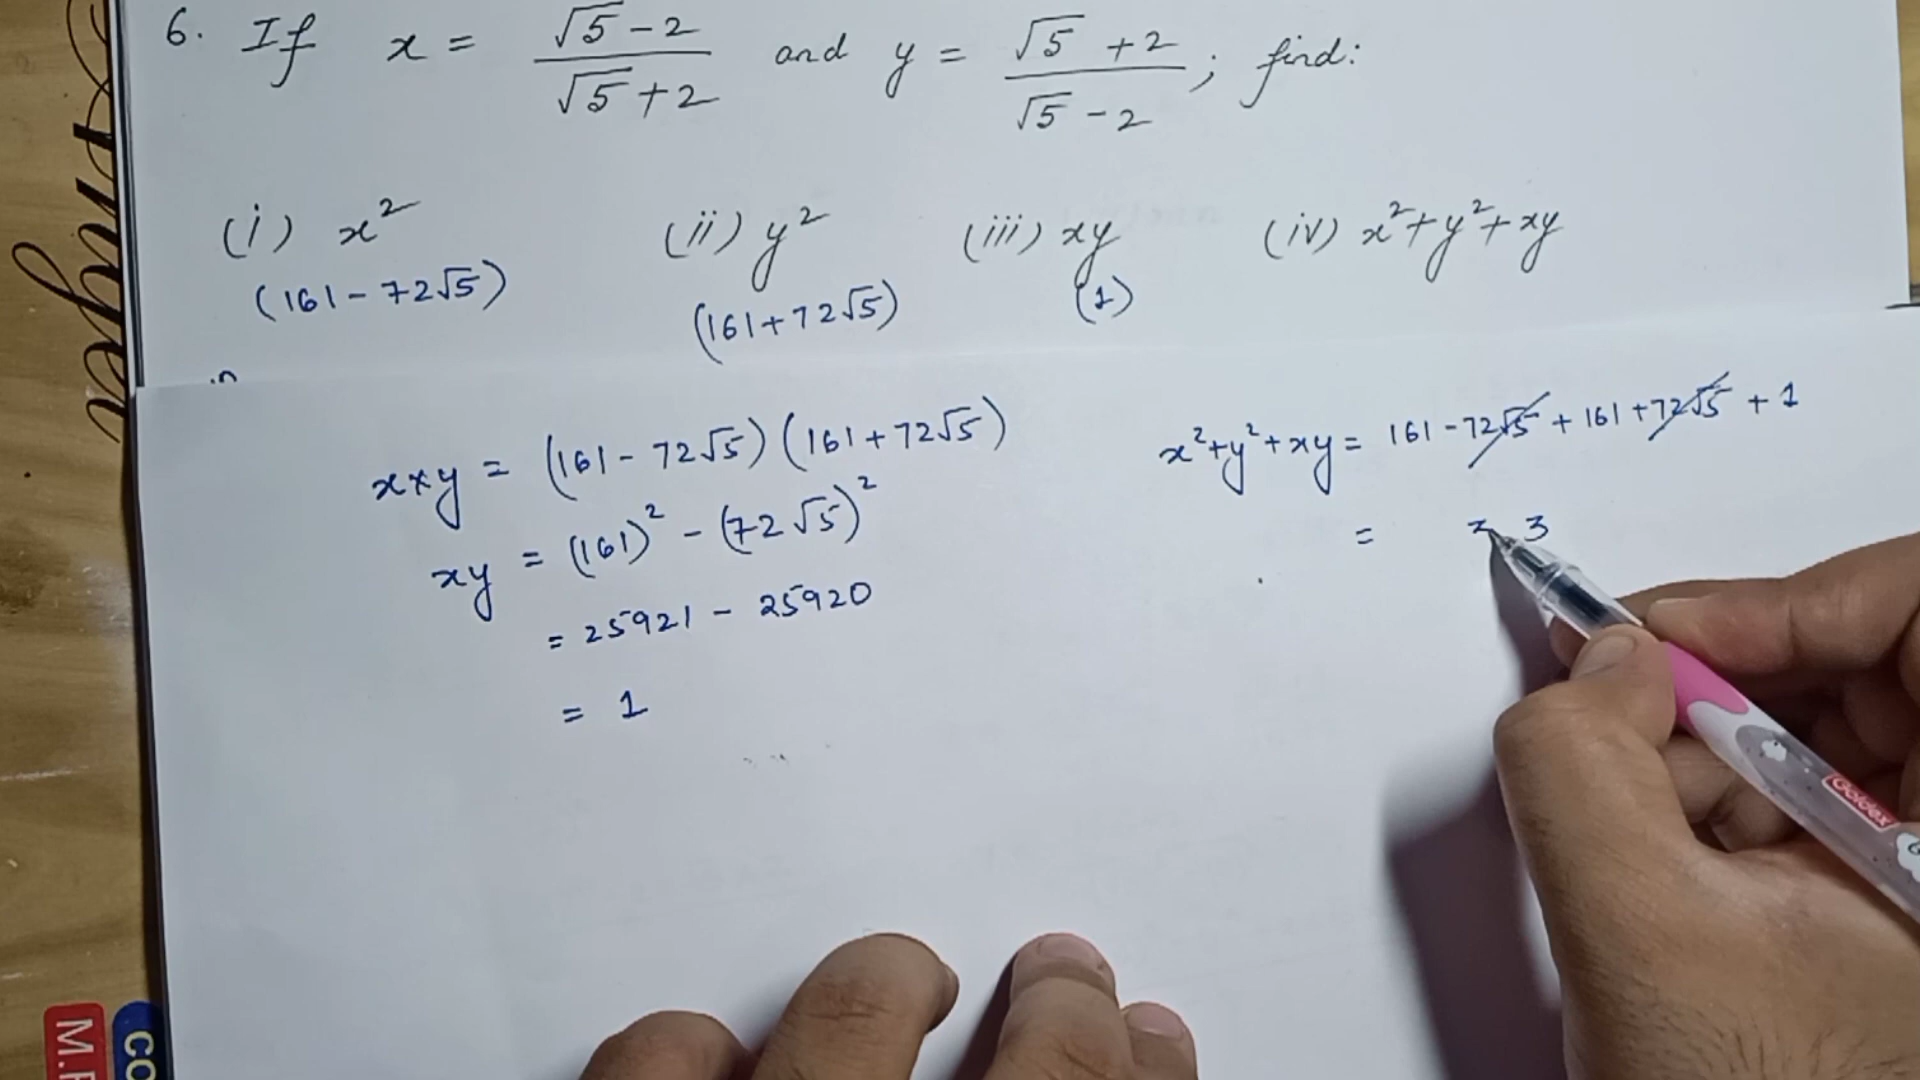 6. If x = (√5 - 2)/(√5 + 2) and y = (√5 + 2)/(√5 - 2); find:
(i) x² (ii) y² (iii) xy (iv) x² + y² + xy
(161 - 72√5) (161 + 72√5) (1)
x × y = (161 - 72√5) (161 + 72√5)
xy = (161)² - (72√5)²
= 25921 - 25920
= 1
x² + y² + xy = 161 - 72√5 + 161 + 72√5 + 1
= 3
Goldex
CO
M.